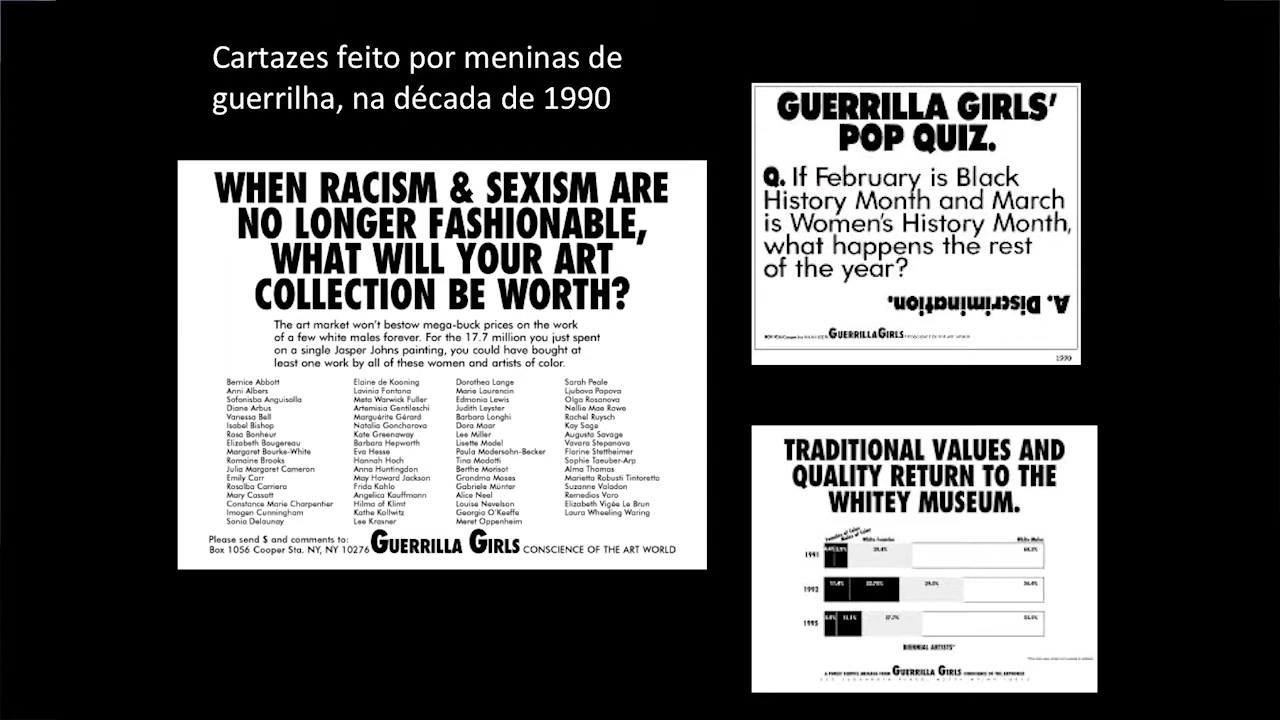 Cartazes feito por meninas de
guerrilha, na década de 1990
WHEN RACISM & SEXISM ARE
NO LONGER FASHIONABLE,
WHAT WILL YOUR ART
COLLECTION BE WORTH?
The art market won't bestow mega-buck prices on the work
of a few white males forever. For the 17.7 million you just spent
on a single Jasper Johns painting, you could have bought at
least one work by all of these women and artists of color.
Bernice Abbott
Anni Albers
Sofonisba Anguisolla
Diane Arbus
Vanessa Bell
Isabel Bishop
Rosa Bonheur
Elizabeth Bougereau
Margaret Bourke-White
Romaine Brooks
Julia Margaret Cameron
Emily Carr
Rosalba Carriera
Mary Cassatt
Constance Marie Charpentier
Imogen Cunningham
Sonia Delaunay
Elaine de Kooning
Lavinia Fontana
Meta Warwick Fuller
Artemisia Gentileschi
Marguérite Gérard
Natalia Goncharova
Kate Greenaway
Barbara Hepworth
Eva Hesse
Hannah Hoch
Anna Huntingdon
May Howard Jackson
Frida Kahlo
Angelica Kauffmann
Hilma af Klimt
Kathe Kollwitz
Lee Krasner
Dorothea Lange
Marie Laurencin
Edmonia Lewis
Judith Leyster
Barbara Longhi
Dora Maar
Lee Miller
Lisette Model
Paula Modersohn-Becker
Tina Modotti
Berthe Morisot
Grandma Moses
Gabriele Münter
Alice Neel
Louise Nevelson
Georgia O'Keeffe
Meret Oppenheim
Sarah Peale
Ljubova Popova
Olga Rosanova
Nellie Mae Rowe
Rachel Ruysch
Kay Sage
Augusta Savage
Vavara Stepanova
Florine Stettheimer
Sophie Taeuber-Arp
Alma Thomas
Marietta Robusti Tintoretto
Suzanne Valadon
Remedios Varo
Elizabeth Vigée Le Brun
Laura Wheeling Waring
Please send $ and comments to:
Box 1056 Cooper Sta. NY, NY 10276 GUERRILLA GIRLS CONSCIENCE OF THE ART WORLD
GUERRILLA GIRLS'
POP QUIZ.
Q. If February is Black
History Month and March
is Women's History Month,
what happens the rest
of the year?
A. Discrimination.
GUERRILLA GIRLS CONSCIENCE OF THE ART WORLD
1990
TRADITIONAL VALUES AND
QUALITY RETURN TO THE
WHITEY MUSEUM.
White Females
White Males
1991
1993
1995
BIENNIAL ARTISTS*
GUERRILLA GIRLS